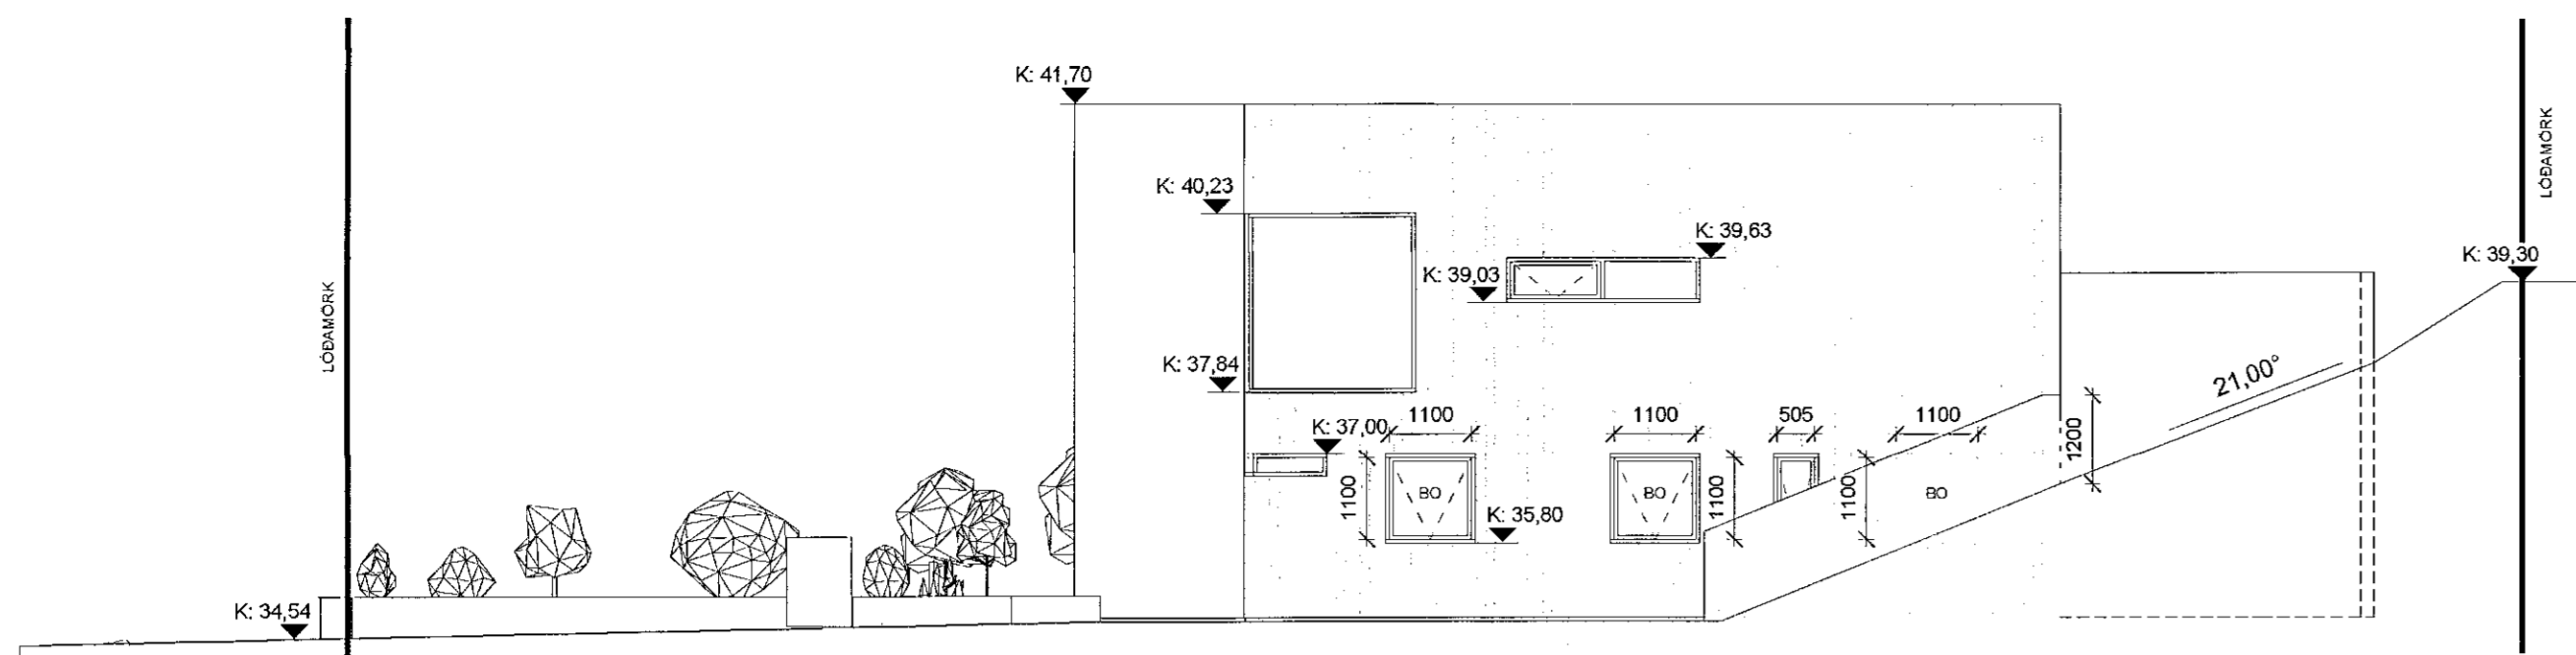 K: 41,70
LÓÐAMÖRK
K: 40,23
K: 39,63
K: 39,30
K: 39,03
LÓÐAMÖRK
K: 37,84
21,00°
1100
1100
505
1100
K: 37,00
1200
1100
BO
BO
1100
1100
BO
K: 35,80
K: 34,54